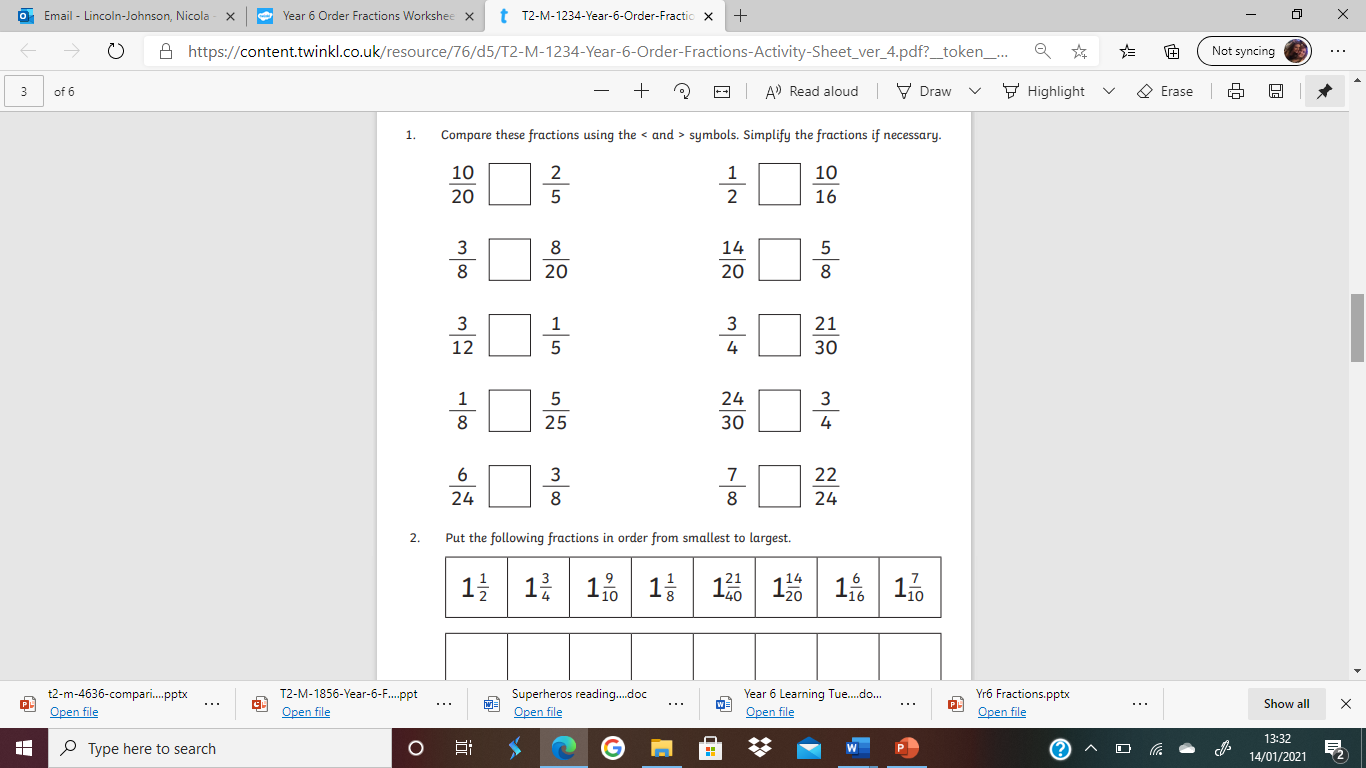 Email - Lincoln-Johnson, Nicola -
Year 6 Order Fractions Workshee
T2-M-1234-Year-6-Order-Fractic
https://content.twinkl.co.uk/resource/76/d5/T2-M-1234-Year-6-Order-Fractions-Activity-Sheet_ver_4.pdf?__token__...
Not syncing
3 of 6
Read aloud
Draw
Highlight
Erase
1. Compare these fractions using the < and > symbols. Simplify the fractions if necessary.
10/20 2/5 1/2 10/16
3/8 8/20 14/20 5/8
3/12 1/5 3/4 21/30
1/8 5/25 24/30 3/4
6/24 3/8 7/8 22/24
2. Put the following fractions in order from smallest to largest.
1 1/2 1 3/4 1 9/10 1 1/8 1 21/40 1 14/20 1 6/16 1 7/10
t2-m-4636-compari....pptx
Open file
T2-M-1856-Year-6-F....ppt
Open file
Superheros reading....doc
Open file
Year 6 Learning Tue....do...
Open file
Yr6 Fractions.pptx
Open file
Show all
Type here to search
13:32
14/01/2021
2